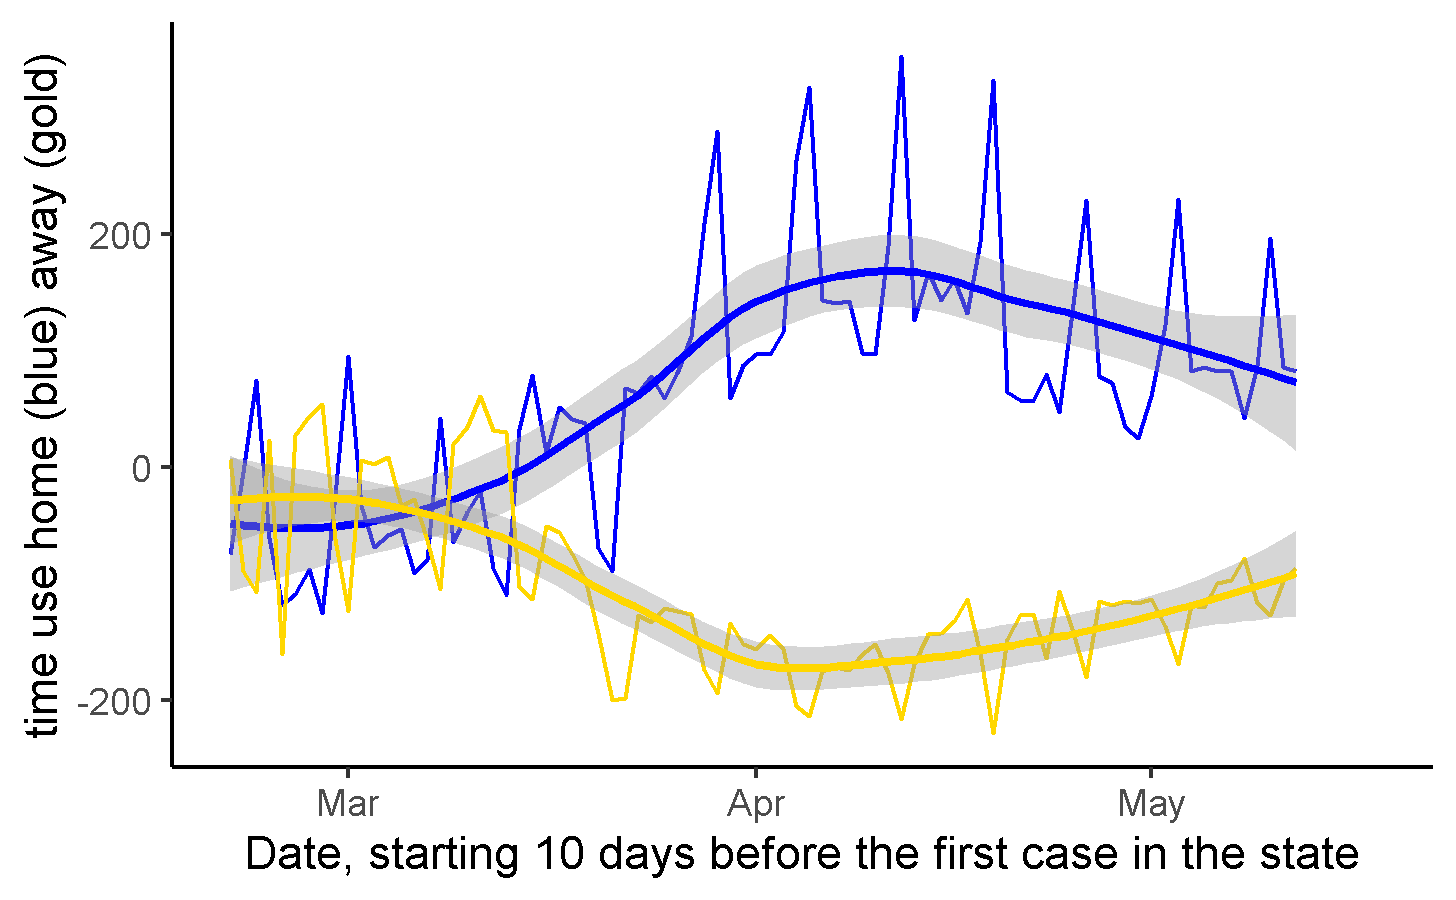 time use home (blue) away (gold)
200
0
-200
Mar
Apr
May
Date, starting 10 days before the first case in the state